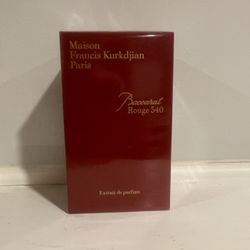 Maison
Francis Kurkdjian
Paris
Baccarat
Rouge 540
Extrait de parfum